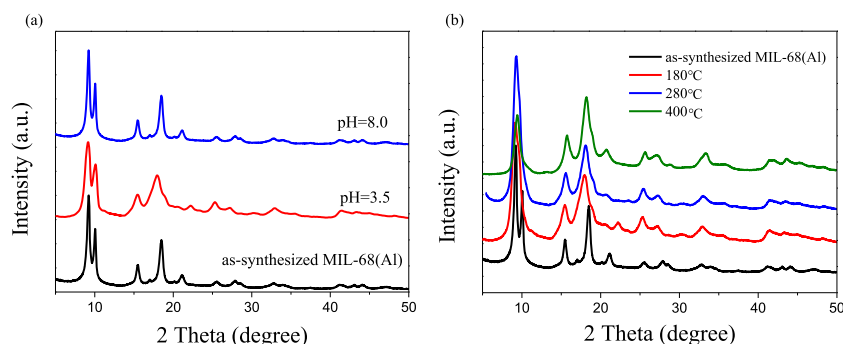 (a)
Intensity (a.u.)
pH=8.0
pH=3.5
as-synthesized MIL-68(Al)
10 20 30 40 50
2 Theta (degree)
(b)
Intensity (a.u.)
as-synthesized MIL-68(Al)
180°C
280°C
400°C
10 20 30 40 50
2 Theta (degree)